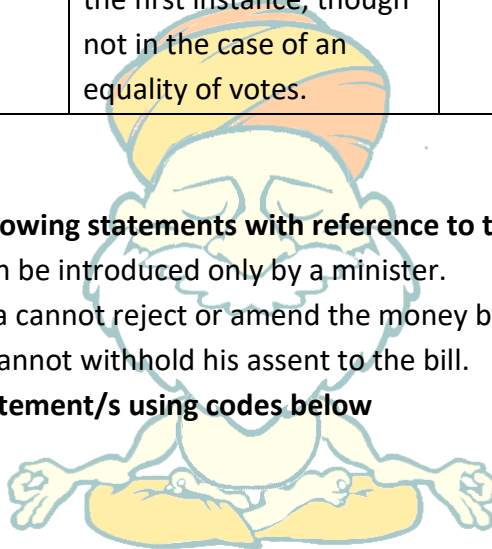 the first instance, though
not in the case of an
equality of votes.
owing statements with reference to t
n be introduced only by a minister.
a cannot reject or amend the money b
annot withhold his assent to the bill.
tement/s using codes below